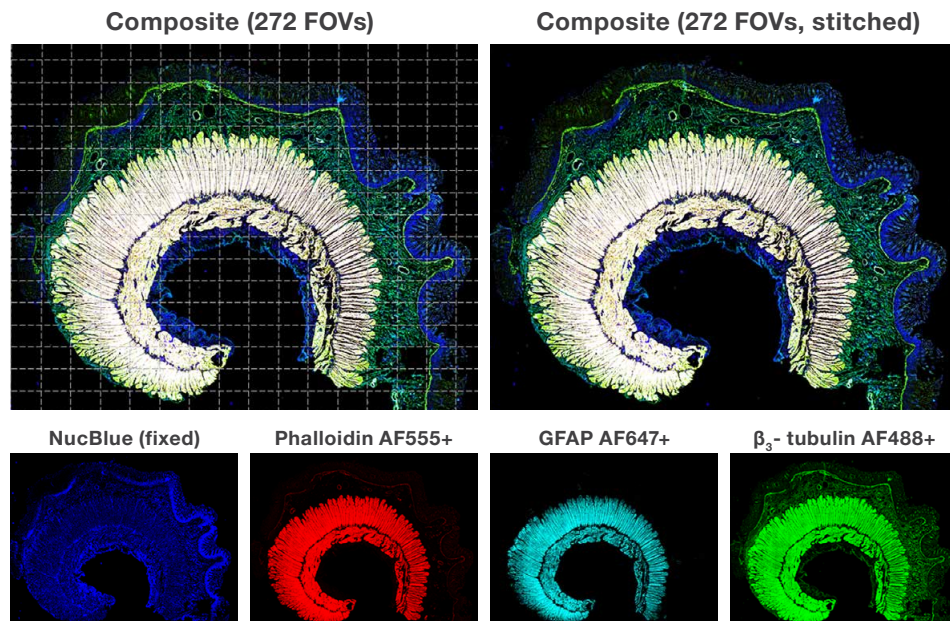 Composite (272 FOVs)
Composite (272 FOVs, stitched)
NucBlue (fixed)
Phalloidin AF555+
GFAP AF647+
β₃- tubulin AF488+